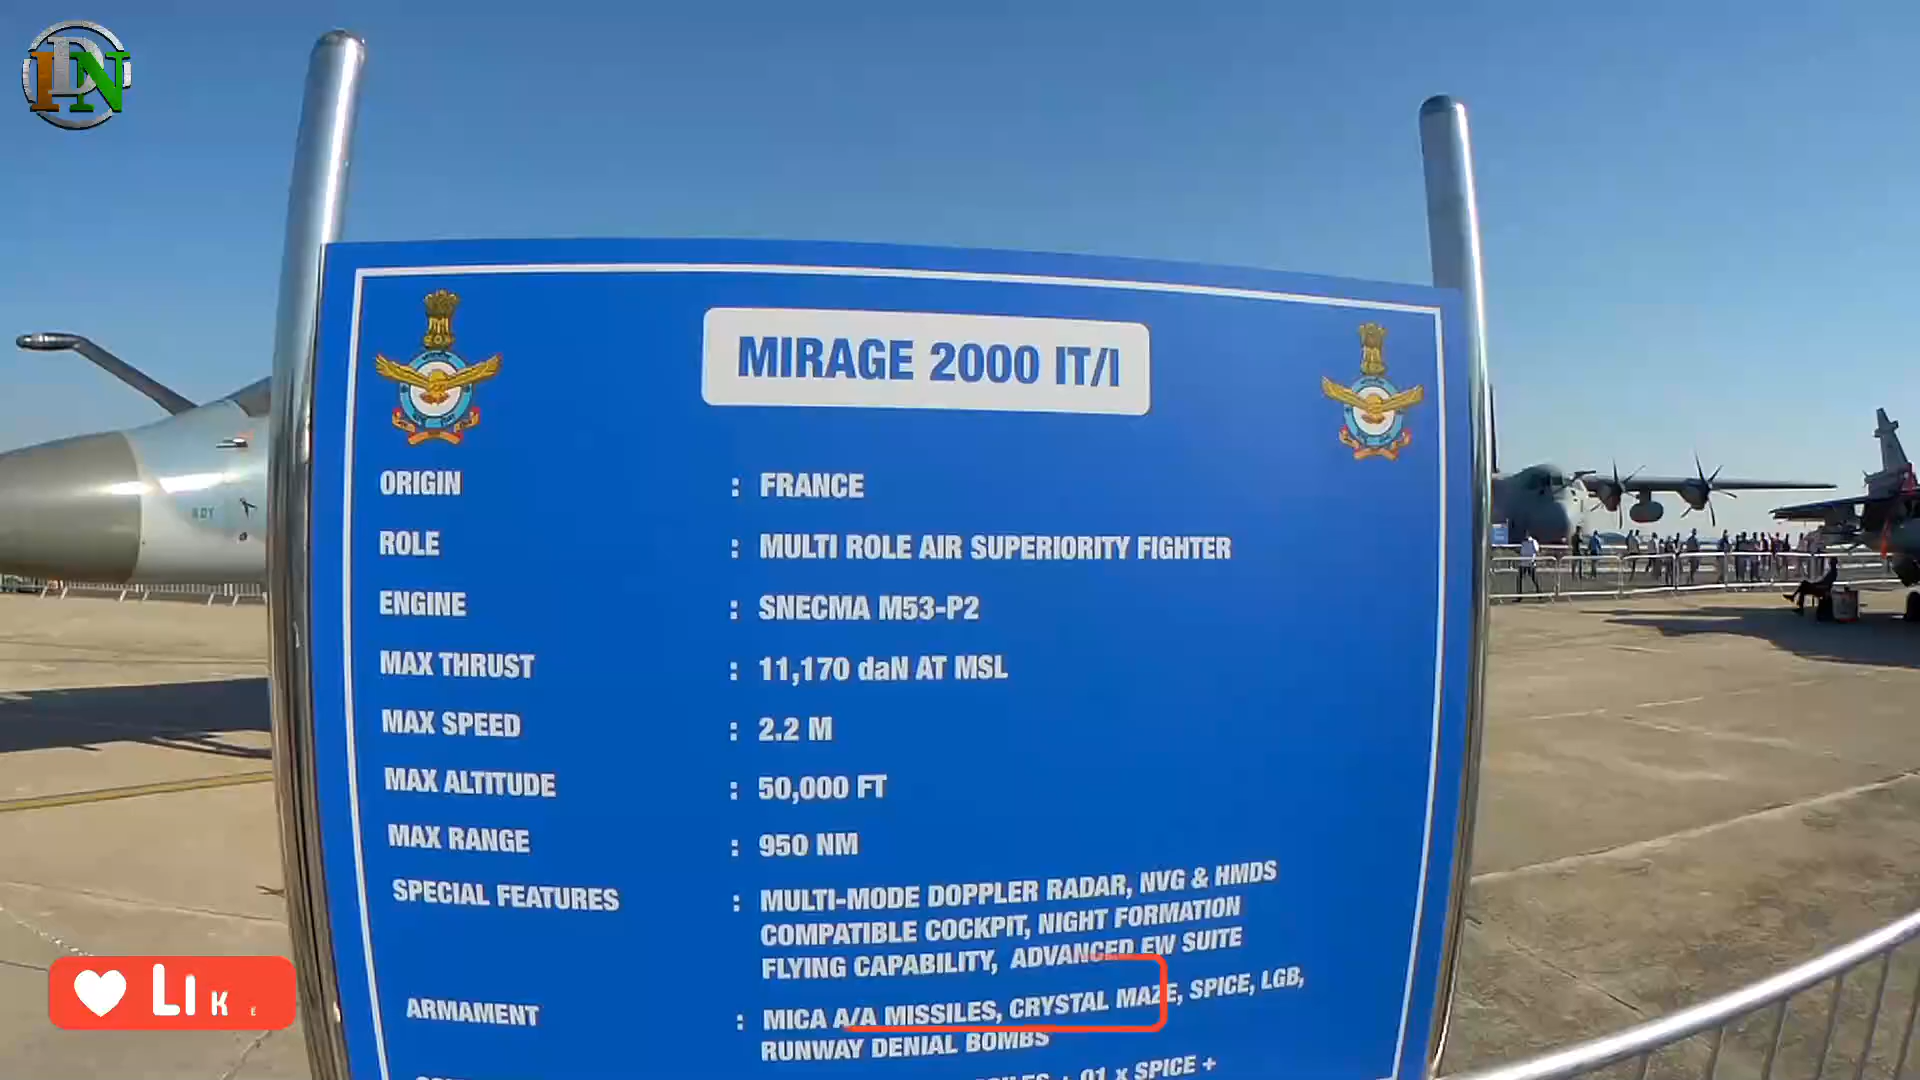 IDN
MIRAGE 2000 IT/I
ORIGIN : FRANCE
ROLE : MULTI ROLE AIR SUPERIORITY FIGHTER
ENGINE : SNECMA M53-P2
MAX THRUST : 11,170 daN AT MSL
MAX SPEED : 2.2 M
MAX ALTITUDE : 50,000 FT
MAX RANGE : 950 NM
SPECIAL FEATURES : MULTI-MODE DOPPLER RADAR, NVG & HMDS
COMPATIBLE COCKPIT, NIGHT FORMATION
FLYING CAPABILITY, ADVANCED EW SUITE
ARMAMENT : MICA A/A MISSILES, CRYSTAL MAZE, SPICE, LGB,
RUNWAY DENIAL BOMBS
+ 01 x SPICE +
LIKE